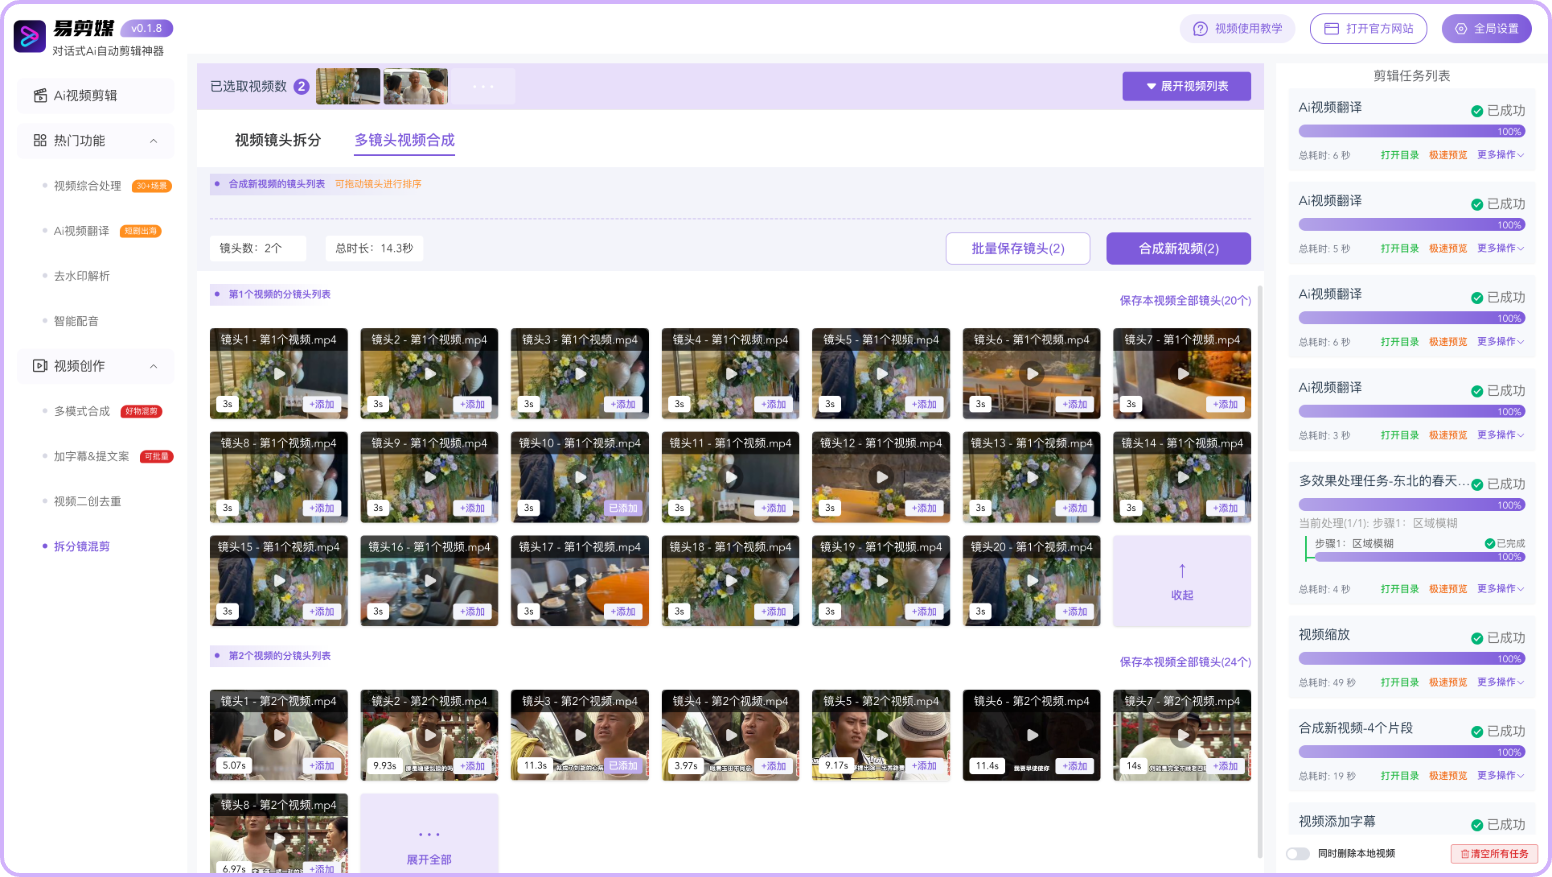 易剪媒 v0.1.8
对话式Ai自动剪辑神器
视频使用教学
打开官方网站
全局设置
Ai视频剪辑
热门功能
视频综合处理 30+场景
Ai视频翻译 短剧出海
去水印解析
智能配音
视频创作
多模式合成 好物混剪
加字幕&提文案 可批量
视频二创去重
拆分镜混剪
已选取视频数 2 ...
展开视频列表
视频镜头拆分 多镜头视频合成
合成新视频的镜头列表 可拖动镜头进行排序
镜头数：2个 总时长：14.3秒
批量保存镜头(2) 合成新视频(2)
第1个视频的分镜头列表 保存本视频全部镜头(20个)
镜头1 - 第1个视频.mp4 镜头2 - 第1个视频.mp4 镜头3 - 第1个视频.mp4 镜头4 - 第1个视频.mp4 镜头5 - 第1个视频.mp4 镜头6 - 第1个视频.mp4 镜头7 - 第1个视频.mp4
3s +添加 3s +添加 3s +添加 3s +添加 3s +添加 3s +添加 3s +添加
镜头8 - 第1个视频.mp4 镜头9 - 第1个视频.mp4 镜头10 - 第1个视频.mp4 镜头11 - 第1个视频.mp4 镜头12 - 第1个视频.mp4 镜头13 - 第1个视频.mp4 镜头14 - 第1个视频.mp4
3s +添加 3s +添加 3s 已添加 3s +添加 3s +添加 3s +添加 3s +添加
镜头15 - 第1个视频.mp4 镜头16 - 第1个视频.mp4 镜头17 - 第1个视频.mp4 镜头18 - 第1个视频.mp4 镜头19 - 第1个视频.mp4 镜头20 - 第1个视频.mp4
3s +添加 3s +添加 3s +添加 3s +添加 3s +添加 3s +添加
收起
第2个视频的分镜头列表 保存本视频全部镜头(24个)
镜头1 - 第2个视频.mp4 镜头2 - 第2个视频.mp4 镜头3 - 第2个视频.mp4 镜头4 - 第2个视频.mp4 镜头5 - 第2个视频.mp4 镜头6 - 第2个视频.mp4 镜头7 - 第2个视频.mp4
5.07s +添加 9.93s +添加 11.3s 已添加 3.97s +添加 9.17s +添加 11.4s +添加 14s +添加
镜头8 - 第2个视频.mp4
6.97s +添加
...
展开全部
剪辑任务列表
Ai视频翻译 已成功
100%
总耗时: 6 秒 打开目录 极速预览 更多操作
Ai视频翻译 已成功
100%
总耗时: 5 秒 打开目录 极速预览 更多操作
Ai视频翻译 已成功
100%
总耗时: 6 秒 打开目录 极速预览 更多操作
Ai视频翻译 已成功
100%
总耗时: 3 秒 打开目录 极速预览 更多操作
多效果处理任务-东北的春天... 已成功
100%
当前处理(1/1): 步骤1：区域模糊
步骤1：区域模糊 已完成
100%
总耗时: 4 秒 打开目录 极速预览 更多操作
视频缩放 已成功
100%
总耗时: 49 秒 打开目录 极速预览 更多操作
合成新视频-4个片段 已成功
100%
总耗时: 19 秒 打开目录 极速预览 更多操作
视频添加字幕 已成功
同时删除本地视频 清空所有任务